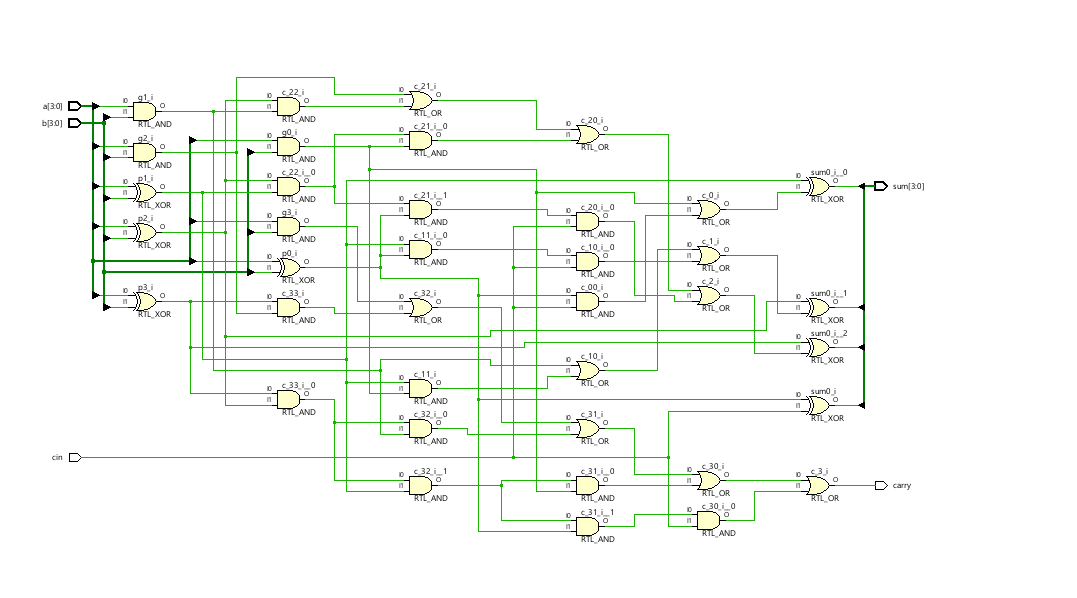 a[3:0]
b[3:0]
cin
g1_i
I0
I1
O
RTL_AND
g2_i
I0
I1
O
RTL_AND
p1_i
I0
I1
O
RTL_XOR
p2_i
I0
I1
O
RTL_XOR
p3_i
I0
I1
O
RTL_XOR
c_22_i
I0
I1
O
RTL_AND
g0_i
I0
I1
O
RTL_AND
c_22_i__0
I0
I1
O
RTL_AND
g3_i
I0
I1
O
RTL_AND
p0_i
I0
I1
O
RTL_XOR
c_33_i
I0
I1
O
RTL_AND
c_33_i__0
I0
I1
O
RTL_AND
c_21_i
I0
I1
O
RTL_OR
c_21_i__0
I0
I1
O
RTL_AND
c_21_i__1
I0
I1
O
RTL_AND
c_11_i__0
I0
I1
O
RTL_AND
c_32_i
I0
I1
O
RTL_OR
c_11_i
I0
I1
O
RTL_AND
c_32_i__0
I0
I1
O
RTL_AND
c_32_i__1
I0
I1
O
RTL_AND
c_20_i
I0
I1
O
RTL_OR
c_20_i__0
I0
I1
O
RTL_AND
c_10_i__0
I0
I1
O
RTL_AND
c_00_i
I0
I1
O
RTL_AND
c_10_i
I0
I1
O
RTL_OR
c_31_i
I0
I1
O
RTL_OR
c_31_i__0
I0
I1
O
RTL_AND
c_31_i__1
I0
I1
O
RTL_AND
c_0_i
I0
I1
O
RTL_OR
c_1_i
I0
I1
O
RTL_OR
c_2_i
I0
I1
O
RTL_OR
c_30_i
I0
I1
O
RTL_OR
c_30_i__0
I0
I1
O
RTL_AND
sum0_i__0
I0
I1
O
RTL_XOR
sum0_i__1
I0
I1
O
RTL_XOR
sum0_i__2
I0
I1
O
RTL_XOR
sum0_i
I0
I1
O
RTL_XOR
c_3_i
I0
I1
O
RTL_OR
sum[3:0]
carry